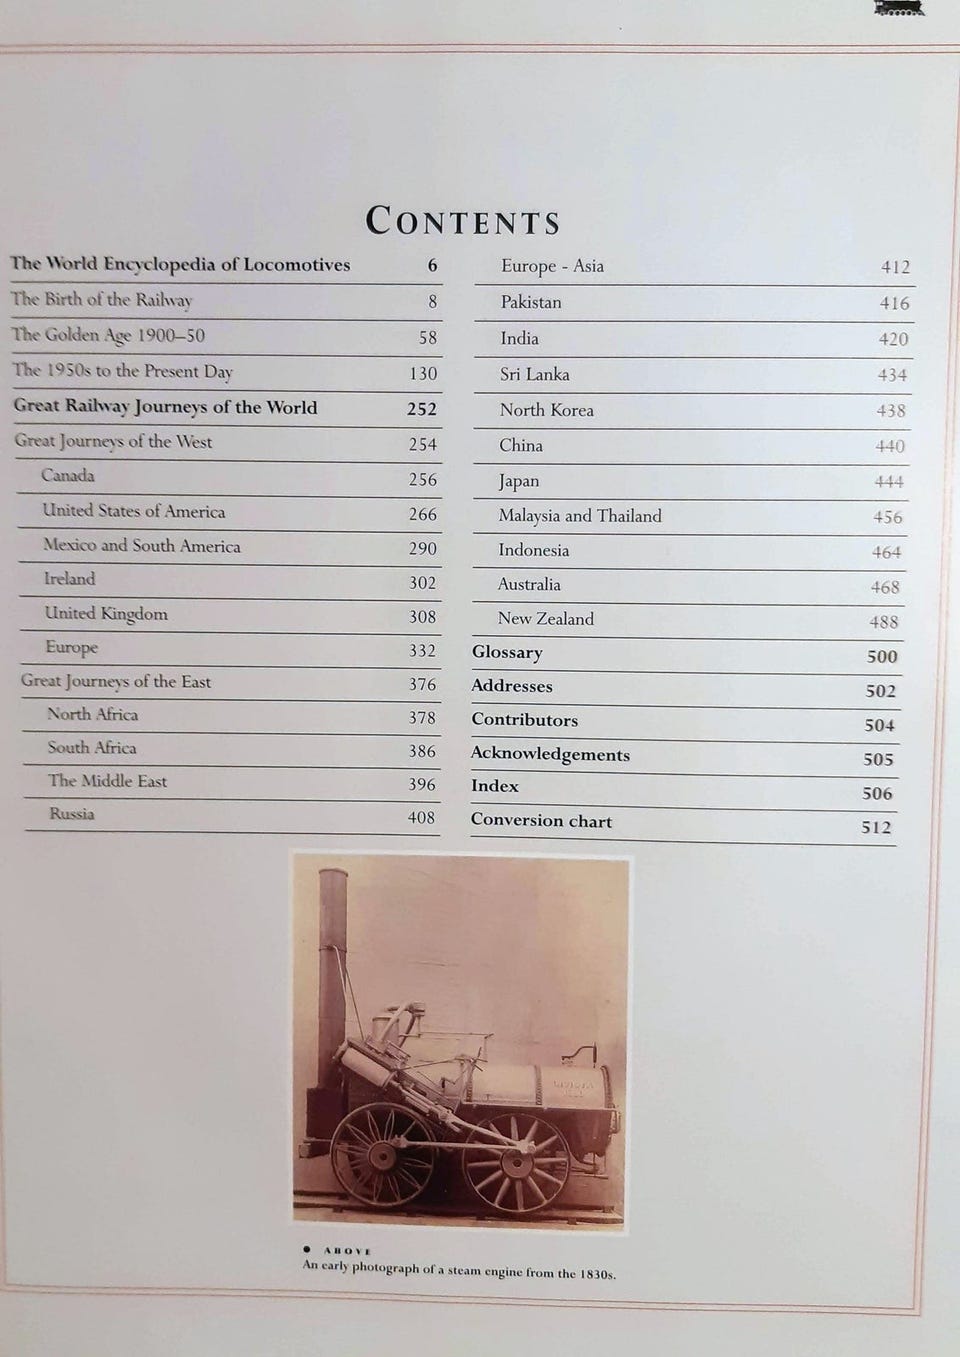 CONTENTS
The World Encyclopedia of Locomotives 6
The Birth of the Railway 8
The Golden Age 1900–50 58
The 1950s to the Present Day 130
Great Railway Journeys of the World 252
Great Journeys of the West 254
Canada 256
United States of America 266
Mexico and South America 290
Ireland 302
United Kingdom 308
Europe 332
Great Journeys of the East 376
North Africa 378
South Africa 386
The Middle East 396
Russia 408
Europe - Asia 412
Pakistan 416
India 420
Sri Lanka 434
North Korea 438
China 440
Japan 444
Malaysia and Thailand 456
Indonesia 464
Australia 468
New Zealand 488
Glossary 500
Addresses 502
Contributors 504
Acknowledgements 505
Index 506
Conversion chart 512
INVICTA
• ABOVE
An early photograph of a steam engine from the 1830s.